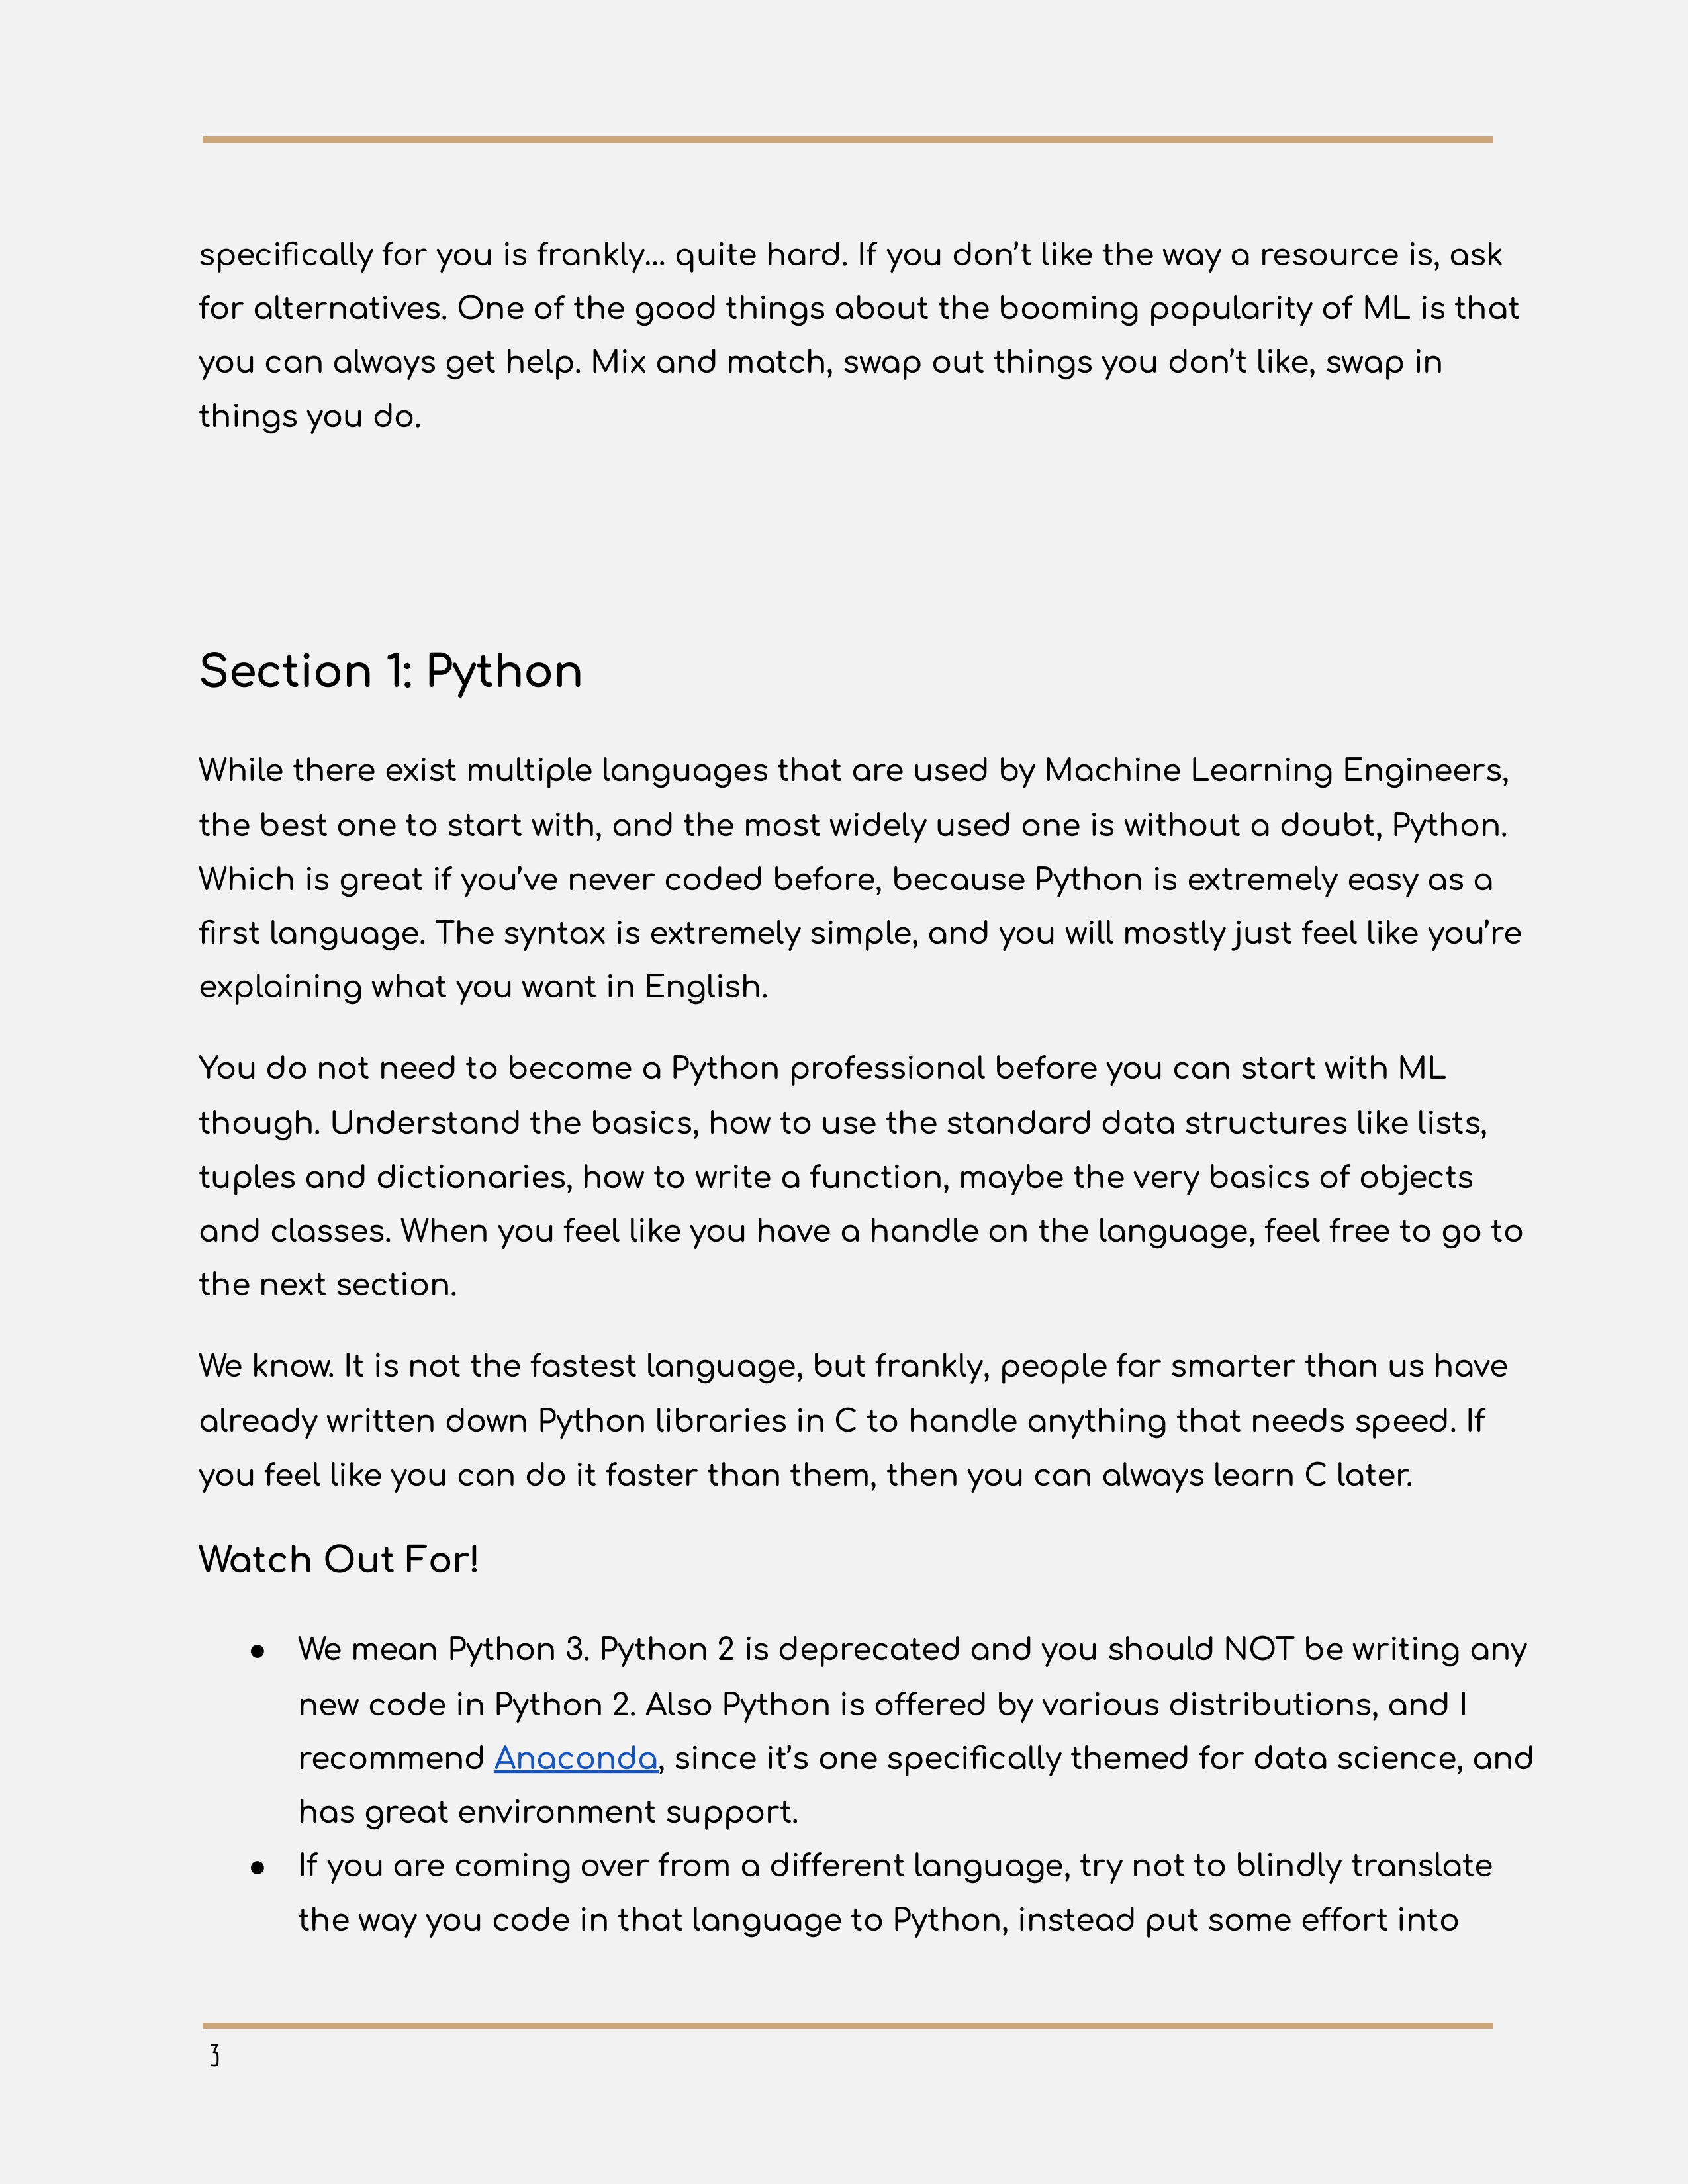 specifically for you is frankly... quite hard. If you don’t like the way a resource is, ask
for alternatives. One of the good things about the booming popularity of ML is that
you can always get help. Mix and match, swap out things you don’t like, swap in
things you do.
Section 1: Python
While there exist multiple languages that are used by Machine Learning Engineers,
the best one to start with, and the most widely used one is without a doubt, Python.
Which is great if you’ve never coded before, because Python is extremely easy as a
first language. The syntax is extremely simple, and you will mostly just feel like you’re
explaining what you want in English.
You do not need to become a Python professional before you can start with ML
though. Understand the basics, how to use the standard data structures like lists,
tuples and dictionaries, how to write a function, maybe the very basics of objects
and classes. When you feel like you have a handle on the language, feel free to go to
the next section.
We know. It is not the fastest language, but frankly, people far smarter than us have
already written down Python libraries in C to handle anything that needs speed. If
you feel like you can do it faster than them, then you can always learn C later.
Watch Out For!
● We mean Python 3. Python 2 is deprecated and you should NOT be writing any
new code in Python 2. Also Python is offered by various distributions, and I
recommend Anaconda, since it’s one specifically themed for data science, and
has great environment support.
● If you are coming over from a different language, try not to blindly translate
the way you code in that language to Python, instead put some effort into
3